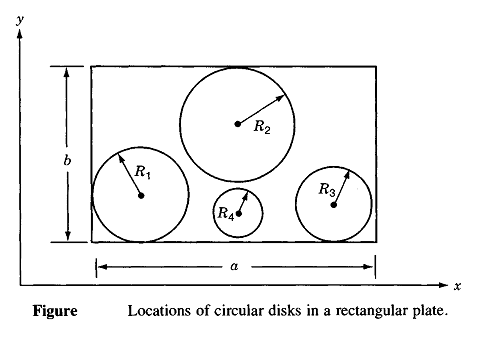 y
R2
b
R1
R3
R4
a
x
Figure Locations of circular disks in a rectangular plate.